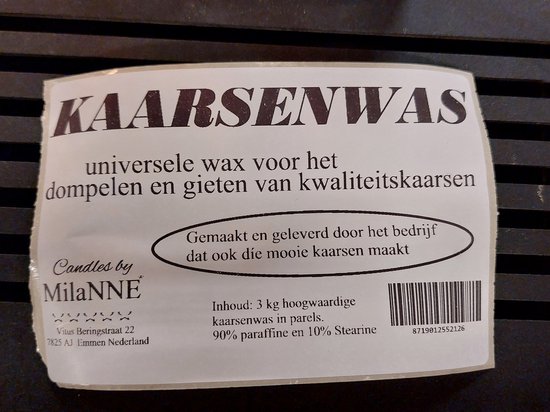 KAARSENWAS
universele wax voor het
dompelen en gieten van kwaliteitskaarsen
Gemaakt en geleverd door het bedrijf
dat ook díe mooie kaarsen maakt
Candles by
MilaNNE
Vitus Beringstraat 22
7825 AJ Emmen Nederland
Inhoud: 3 kg hoogwaardige
kaarsenwas in parels.
90% paraffine en 10% Stearine
8719012552126